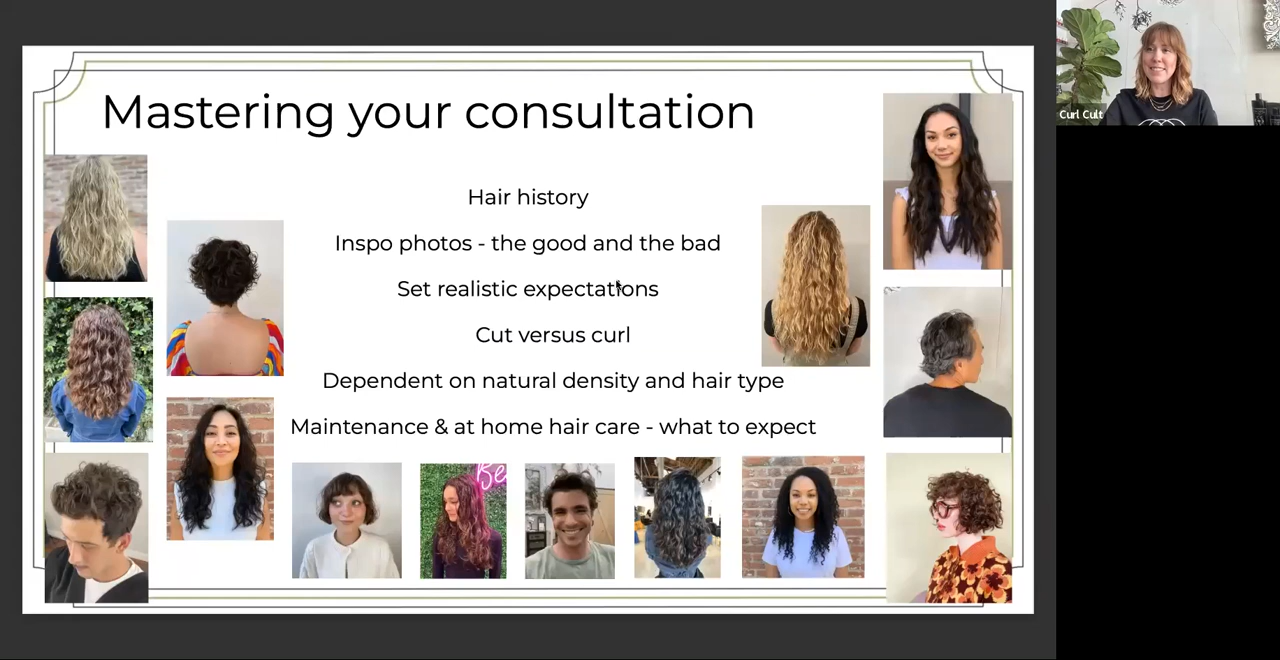 Mastering your consultation
Hair history
Inspo photos - the good and the bad
Set realistic expectations
Cut versus curl
Dependent on natural density and hair type
Maintenance & at home hair care - what to expect
Be
Curl Cult